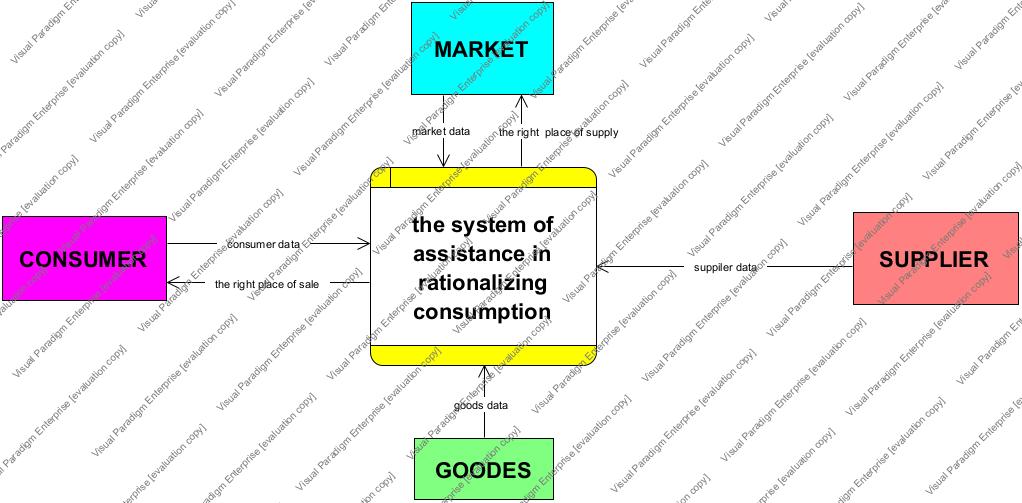 MARKET
market data
the right place of supply
the system of
assistance in
rationalizing
consumption
CONSUMER
consumer data
the right place of sale
suppiler data
SUPPLIER
goods data
GOODES
Visual Paradigm Enterprise [evaluation copy]